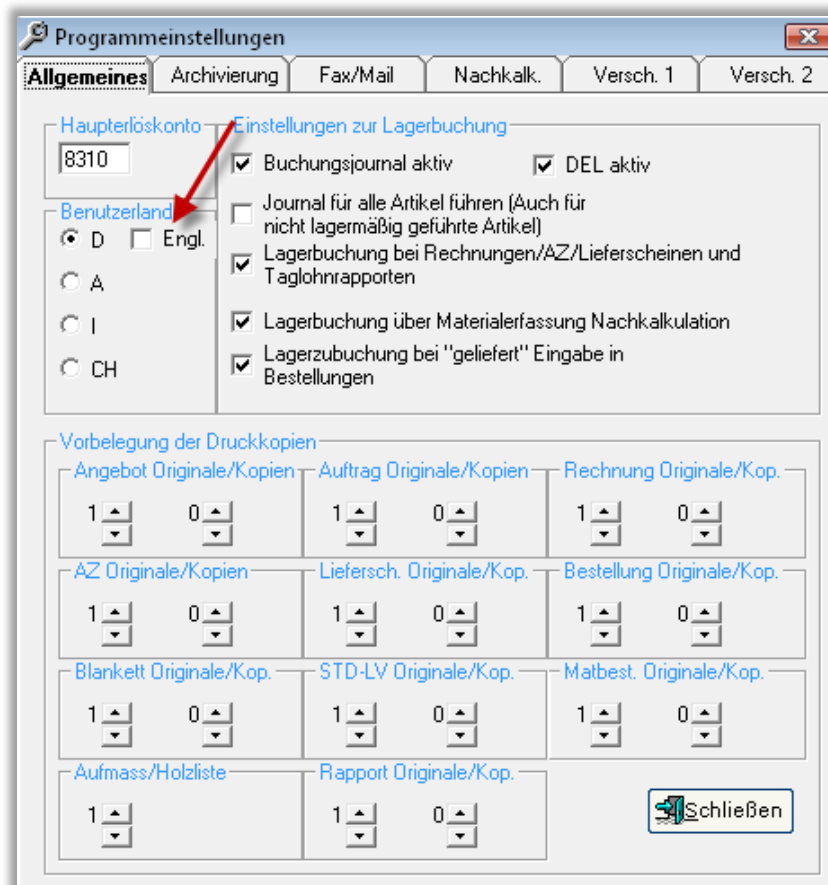 Programmeinstellungen
Allgemeines Archivierung Fax/Mail Nachkalk. Versch. 1 Versch. 2
Haupterlöskonto
8310
Benutzerland
D Engl.
A
I
CH
Einstellungen zur Lagerbuchung
Buchungsjournal aktiv DEL aktiv
Journal für alle Artikel führen (Auch für
nicht lagermäßig geführte Artikel)
Lagerbuchung bei Rechnungen/AZ/Lieferscheinen und
Taglohnrapporten
Lagerbuchung über Materialerfassung Nachkalkulation
Lagerzubuchung bei "geliefert" Eingabe in
Bestellungen
Vorbelegung der Druckkopien
Angebot Originale/Kopien Auftrag Originale/Kopien Rechnung Originale/Kop.
1 0 1 0 1 0
AZ Originale/Kopien Liefersch. Originale/Kop. Bestellung Originale/Kop.
1 0 1 0 1 0
Blankett Originale/Kop. STD-LV Originale/Kop. Matbest. Originale/Kop.
1 0 1 0 1 0
Aufmass/Holzliste Rapport Originale/Kop.
1 1 0
Schließen